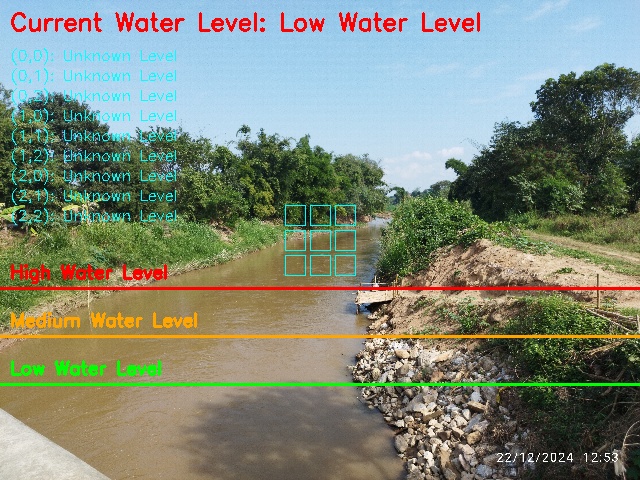 Current Water Level: Low Water Level
(0,0): Unknown Level
(0,1): Unknown Level
(0,2): Unknown Level
(1,0): Unknown Level
(1,1): Unknown Level
(1,2): Unknown Level
(2,0): Unknown Level
(2,1): Unknown Level
(2,2): Unknown Level
High Water Level
Medium Water Level
Low Water Level
22/12/2024 12:53